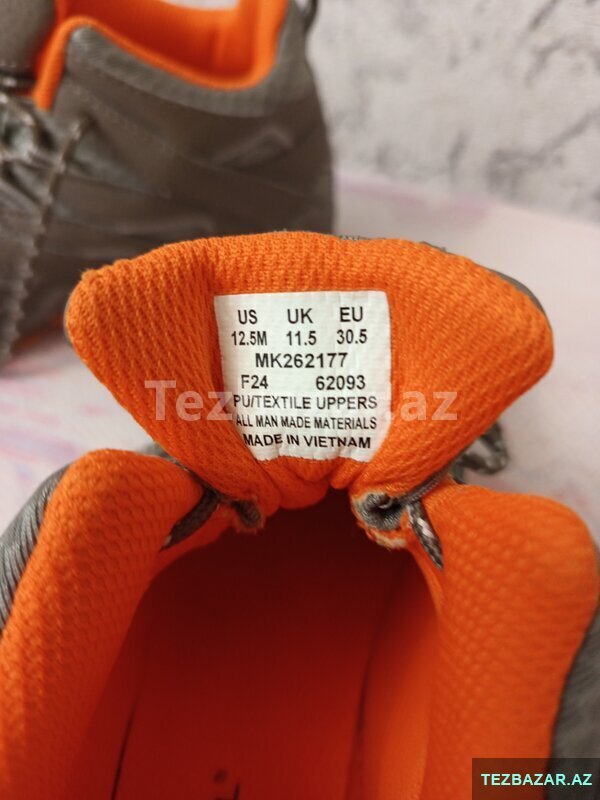 US UK EU
12.5M 11.5 30.5
MK262177
F24 62093
PU/TEXTILE UPPERS
ALL MAN MADE MATERIALS
MADE IN VIETNAM
TEZBAZAR.AZ